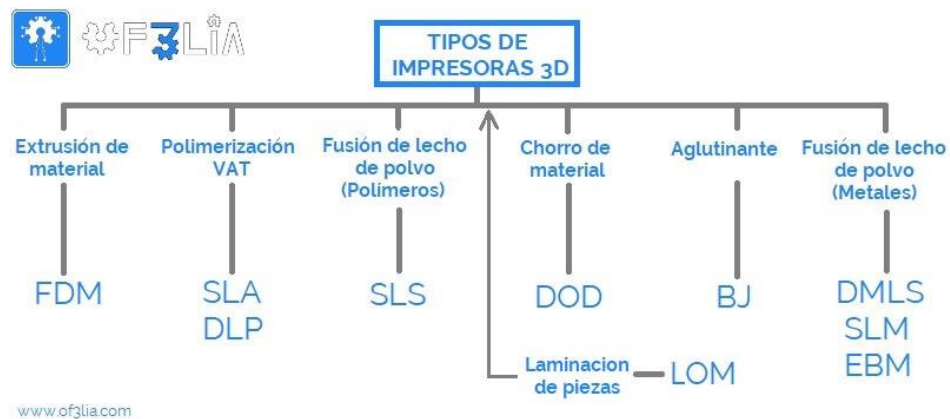 OF3LIA
TIPOS DE
IMPRESORAS 3D
Extrusión de
material
FDM
Polimerización
VAT
SLA
DLP
Fusión de lecho
de polvo
(Polímeros)
SLS
Chorro de
material
DOD
Aglutinante
BJ
Fusión de lecho
de polvo
(Metales)
DMLS
SLM
EBM
Laminacion
de piezas
LOM
www.of3lia.com